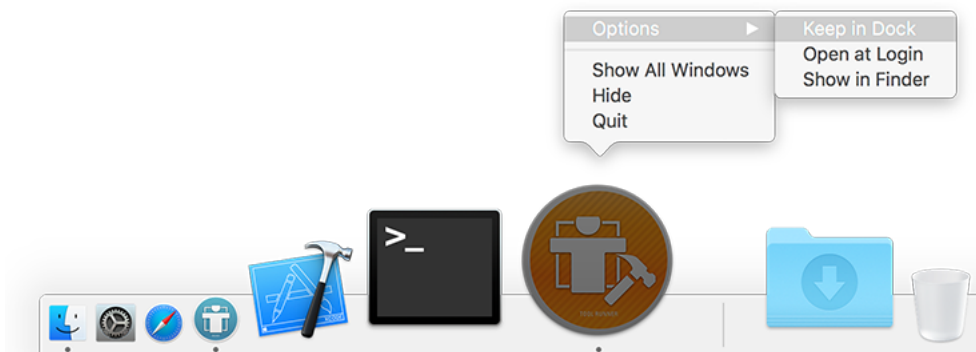 Options
Keep in Dock
Open at Login
Show in Finder
Show All Windows
Hide
Quit
>_